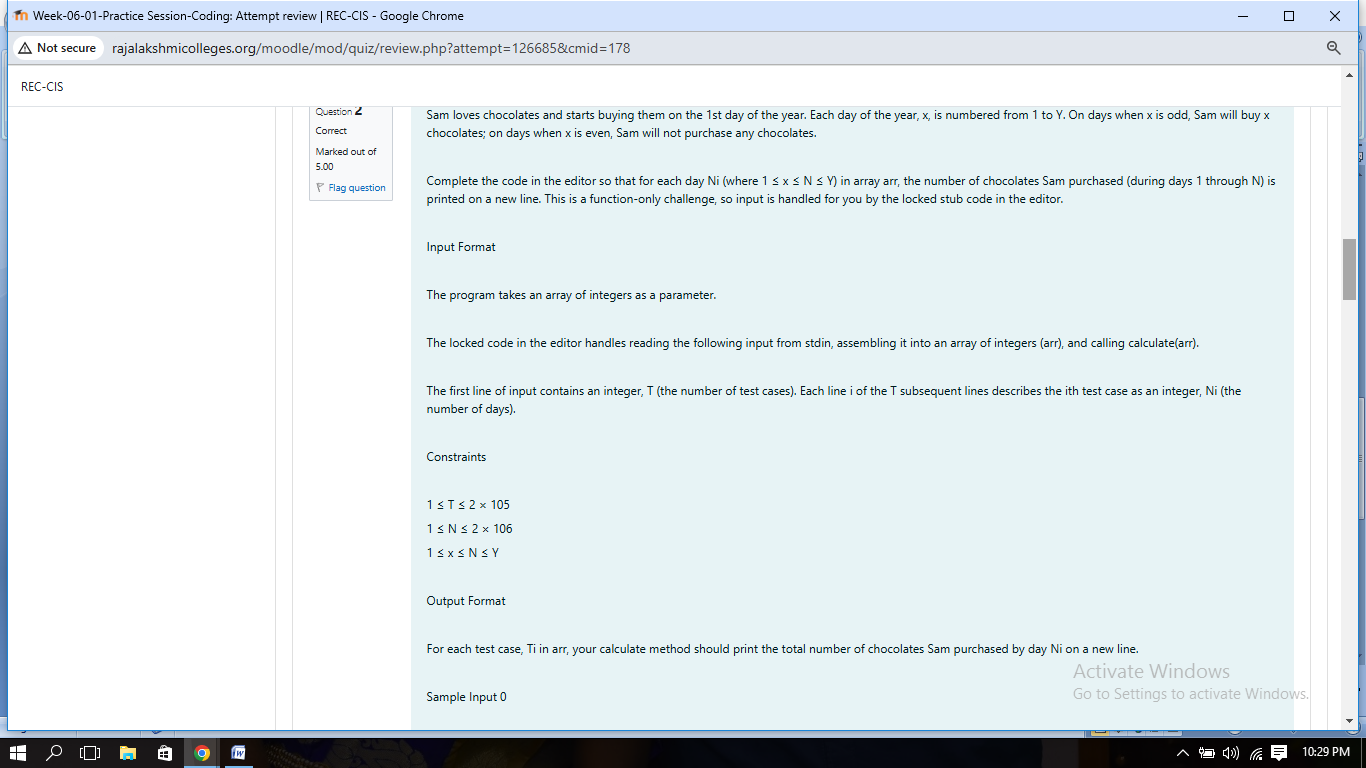 Week-06-01-Practice Session-Coding: Attempt review | REC-CIS - Google Chrome
Not secure rajalakshmicolleges.org/moodle/mod/quiz/review.php?attempt=126685&cmid=178
REC-CIS
Question 2
Correct
Marked out of
5.00
Flag question
Sam loves chocolates and starts buying them on the 1st day of the year. Each day of the year, x, is numbered from 1 to Y. On days when x is odd, Sam will buy x
chocolates; on days when x is even, Sam will not purchase any chocolates.
Complete the code in the editor so that for each day Ni (where 1 ≤ x ≤ N ≤ Y) in array arr, the number of chocolates Sam purchased (during days 1 through N) is
printed on a new line. This is a function-only challenge, so input is handled for you by the locked stub code in the editor.
Input Format
The program takes an array of integers as a parameter.
The locked code in the editor handles reading the following input from stdin, assembling it into an array of integers (arr), and calling calculate(arr).
The first line of input contains an integer, T (the number of test cases). Each line i of the T subsequent lines describes the ith test case as an integer, Ni (the
number of days).
Constraints
1 ≤ T ≤ 2 × 105
1 ≤ N ≤ 2 × 106
1 ≤ x ≤ N ≤ Y
Output Format
For each test case, Ti in arr, your calculate method should print the total number of chocolates Sam purchased by day Ni on a new line.
Sample Input 0
Activate Windows
Go to Settings to activate Windows.
10:29 PM